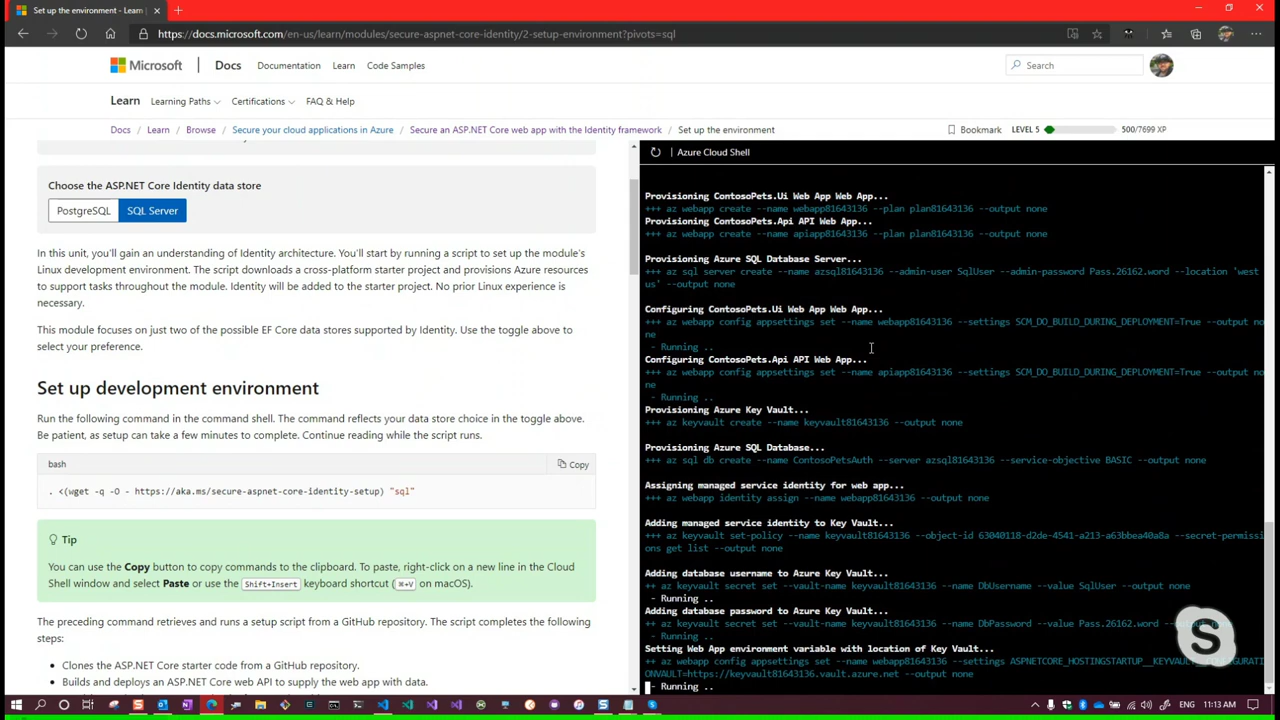 Set up the environment - Learn
https://docs.microsoft.com/en-us/learn/modules/secure-aspnet-core-identity/2-setup-environment?pivots=sql
Microsoft
Docs
Documentation
Learn
Code Samples
Search
Learn
Learning Paths
Certifications
FAQ & Help
Docs
Learn
Browse
Secure your cloud applications in Azure
Secure an ASP.NET Core web app with the Identity framework
Set up the environment
Bookmark
LEVEL 5
500/7699 XP
Choose the ASP.NET Core Identity data store
PostgreSQL
SQL Server
In this unit, you'll gain an understanding of Identity architecture. You'll start by running a script to set up the module's
Linux development environment. The script downloads a cross-platform starter project and provisions Azure resources
to support tasks throughout the module. Identity will be added to the starter project. No prior Linux experience is
necessary.
This module focuses on just two of the possible EF Core data stores supported by Identity. Use the toggle above to
select your preference.
Set up development environment
Run the following command in the command shell. The command reflects your data store choice in the toggle above.
Be patient, as setup can take a few minutes to complete. Continue reading while the script runs.
bash
Copy
. <(wget -q -O - https://aka.ms/secure-aspnet-core-identity-setup) "sql"
Tip
You can use the Copy button to copy commands to the clipboard. To paste, right-click on a new line in the Cloud
Shell window and select Paste or use the Shift+Insert keyboard shortcut (⌘+V on macOS).
The preceding command retrieves and runs a setup script from a GitHub repository. The script completes the following
steps:
• Clones the ASP.NET Core starter code from a GitHub repository.
• Builds and deploys an ASP.NET Core web API to supply the web app with data.
Azure Cloud Shell
Provisioning ContosoPets.Ui Web App Web App...
+++ az webapp create --name webapp81643136 --plan plan81643136 --output none
Provisioning ContosoPets.Api API Web App...
+++ az webapp create --name apiapp81643136 --plan plan81643136 --output none
Provisioning Azure SQL Database Server...
+++ az sql server create --name azsql81643136 --admin-user SqlUser --admin-password Pass.26162.word --location 'west
us' --output none
Configuring ContosoPets.Ui Web App Web App...
+++ az webapp config appsettings set --name webapp81643136 --settings SCM_DO_BUILD_DURING_DEPLOYMENT=True --output no
ne
- Running ..
Configuring ContosoPets.Api API Web App...
+++ az webapp config appsettings set --name apiapp81643136 --settings SCM_DO_BUILD_DURING_DEPLOYMENT=True --output no
ne
- Running ..
Provisioning Azure Key Vault...
+++ az keyvault create --name keyvault81643136 --output none
Provisioning Azure SQL Database...
+++ az sql db create --name ContosoPetsAuth --server azsql81643136 --service-objective BASIC --output none
Assigning managed service identity for web app...
+++ az webapp identity assign --name webapp81643136 --output none
Adding managed service identity to Key Vault...
+++ az keyvault set-policy --name keyvault81643136 --object-id 63040118-d2de-4541-a213-a63bbea40a8a --secret-permissi
ons get list --output none
Adding database username to Azure Key Vault...
++ az keyvault secret set --vault-name keyvault81643136 --name DbUsername --value SqlUser --output none
- Running ..
Adding database password to Azure Key Vault...
++ az keyvault secret set --vault-name keyvault81643136 --name DbPassword --value Pass.26162.word --output none
- Running ..
Setting Web App environment variable with location of Key Vault...
++ az webapp config appsettings set --name webapp81643136 --settings ASPNETCORE_HOSTINGSTARTUP__KEYVAULT
ONVAULT=https://keyvault81643136.vault.azure.net --output none
- Running ..
ENG
11:13 AM